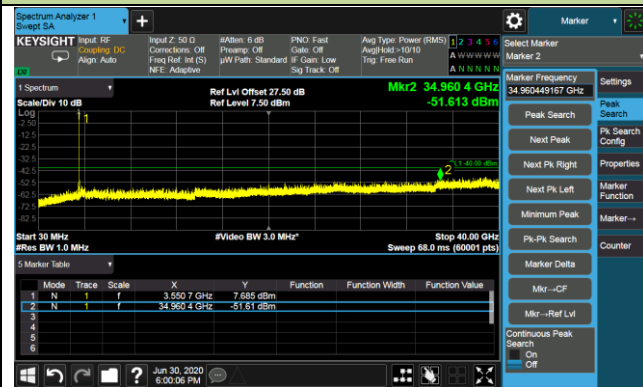 Spectrum Analyzer 1
Swept SA
Marker
KEYSIGHT
Input: RF
Coupling: DC
Align: Auto
Input Z: 50 Ω
Corrections: Off
Freq Ref: Int (S)
NFE: Adaptive
#Atten: 6 dB
Preamp: Off
µW Path: Standard
PNO: Fast
Gate: Off
IF Gain: Low
Sig Track: Off
Avg Type: Power (RMS)
Avg|Hold:>10/10
Trig: Free Run
1 2 3 4 5 6
A W W W W W
A N N N N N
Select Marker
Marker 2
1 Spectrum
Scale/Div 10 dB
Ref Lvl Offset 27.50 dB
Ref Level 7.50 dBm
Mkr2 34.960 4 GHz
-51.613 dBm
Log
-2.50
-12.5
-22.5
-32.5
-42.5
-52.5
-62.5
-72.5
-82.5
1
DL1 -40.00 dBm
2
Start 30 MHz
#Res BW 1.0 MHz
#Video BW 3.0 MHz*
Stop 40.00 GHz
Sweep 68.0 ms (60001 pts)
5 Marker Table
Mode Trace Scale X Y Function Function Width Function Value
1 N 1 f 3.550 7 GHz 7.685 dBm
2 N 1 f 34.960 4 GHz -51.61 dBm
3
4
5
6
Marker Frequency
34.960449167 GHz
Peak Search
Next Peak
Next Pk Right
Next Pk Left
Minimum Peak
Pk-Pk Search
Marker Delta
Mkr→CF
Mkr→Ref Lvl
Continuous Peak
Search
On
Off
Settings
Peak
Search
Pk Search
Config
Properties
Marker
Function
Marker→
Counter
Jun 30, 2020
6:00:06 PM